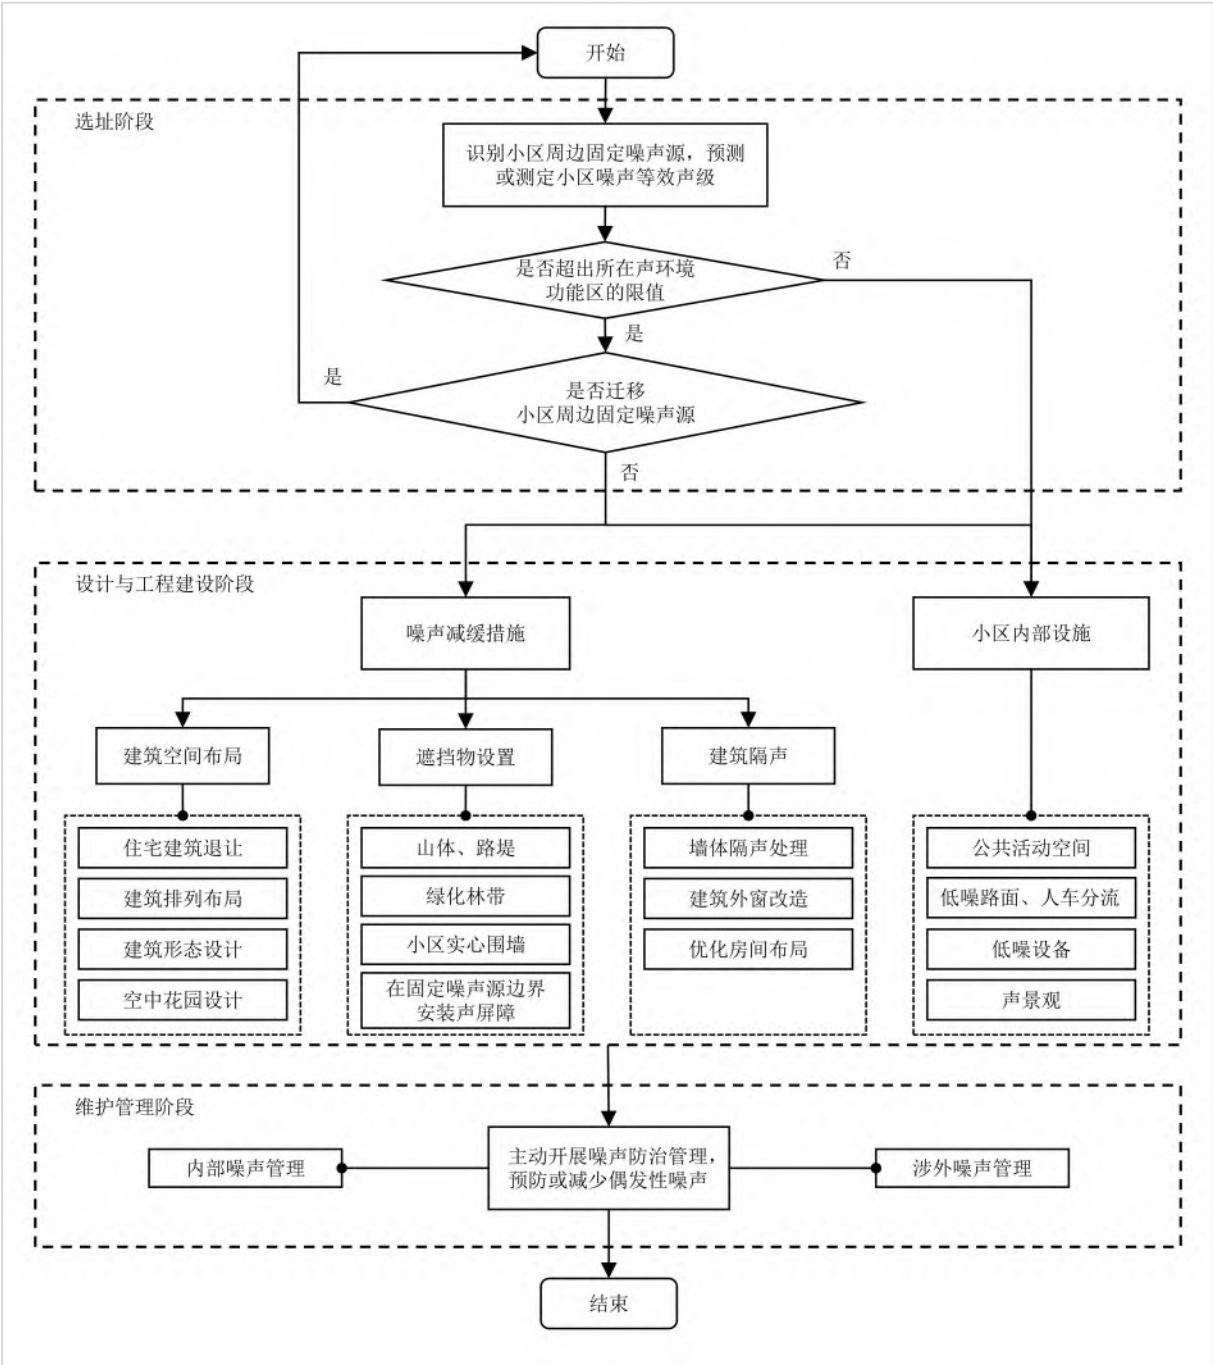 开始
选址阶段
识别小区周边固定噪声源，预测
或测定小区噪声等效声级
是否超出所在声环境
功能区的限值
否
是
是否迁移
小区周边固定噪声源
是
否
设计与工程建设阶段
噪声减缓措施
小区内部设施
建筑空间布局
遮挡物设置
建筑隔声
住宅建筑退让
建筑排列布局
建筑形态设计
空中花园设计
山体、路堤
绿化林带
小区实心围墙
在固定噪声源边界
安装声屏障
墙体隔声处理
建筑外窗改造
优化房间布局
公共活动空间
低噪路面、人车分流
低噪设备
声景观
维护管理阶段
内部噪声管理
主动开展噪声防治管理，
预防或减少偶发性噪声
涉外噪声管理
结束